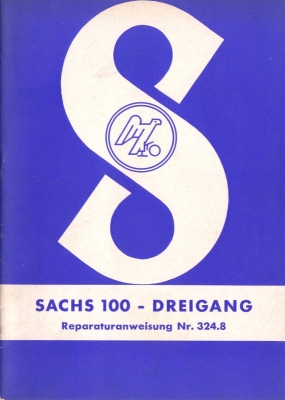 S
SACHS 100 - DREIGANG
Reparaturanweisung Nr. 324.8